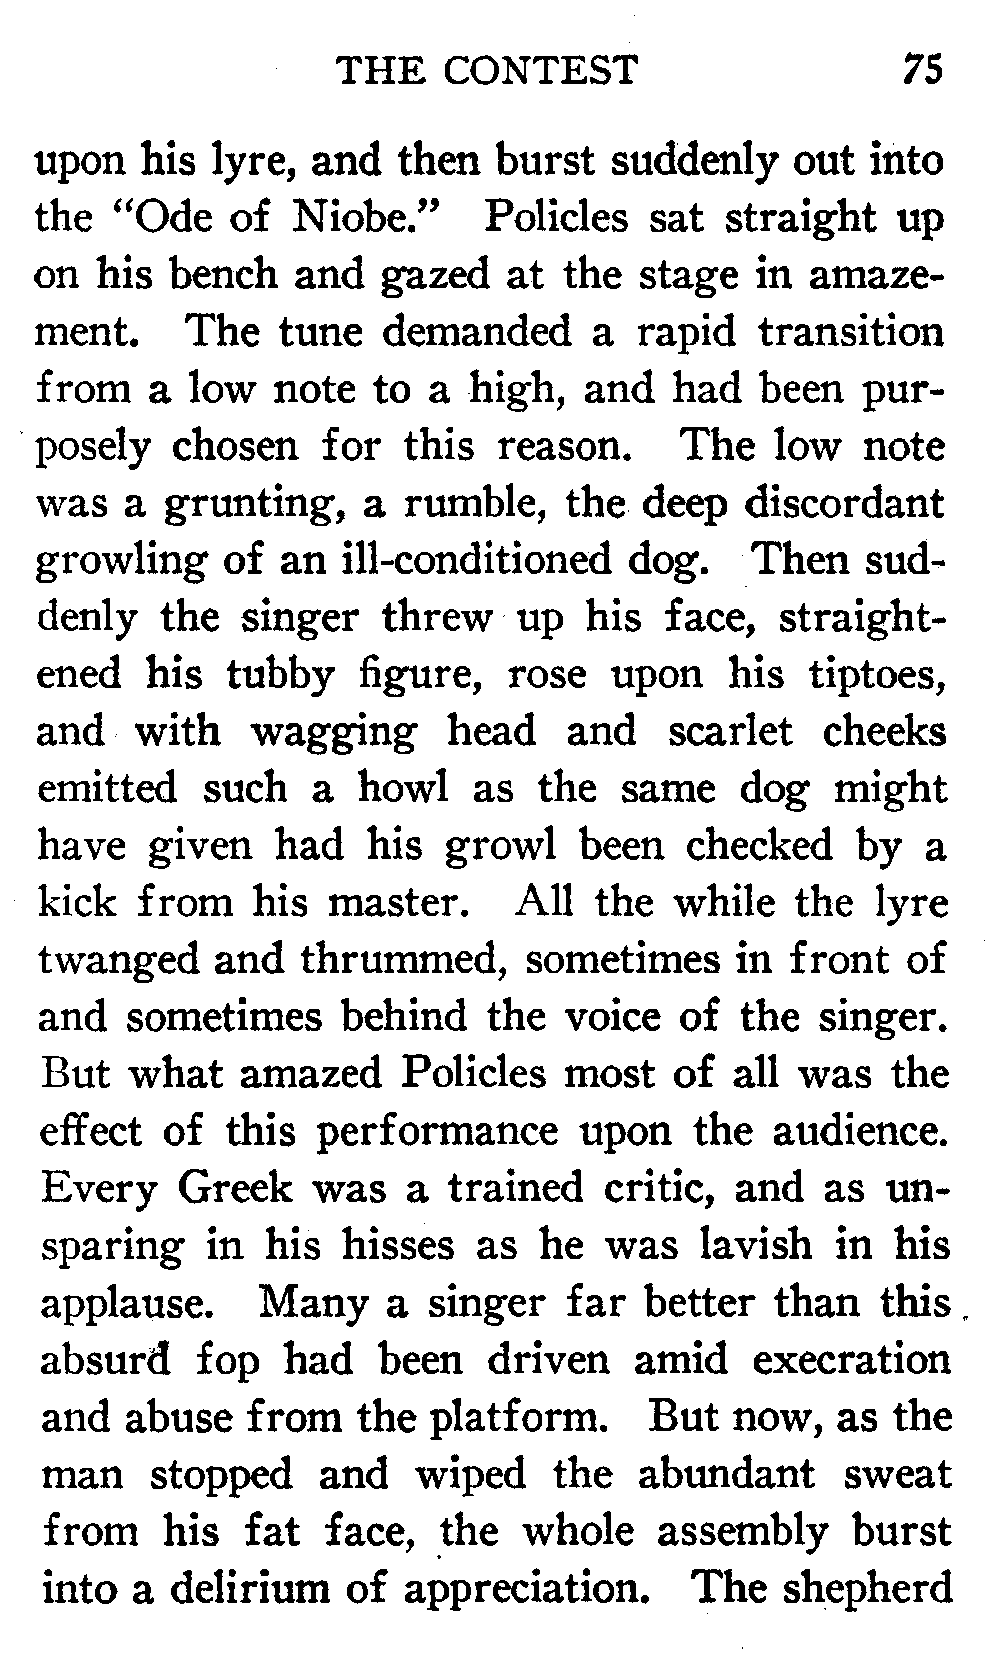 THE CONTEST 75
upon his lyre, and then burst suddenly out into
the “Ode of Niobe.” Policles sat straight up
on his bench and gazed at the stage in amaze-
ment. The tune demanded a rapid transition
from a low note to a high, and had been pur-
posely chosen for this reason. The low note
was a grunting, a rumble, the deep discordant
growling of an ill-conditioned dog. Then sud-
denly the singer threw up his face, straight-
ened his tubby figure, rose upon his tiptoes,
and with wagging head and scarlet cheeks
emitted such a howl as the same dog might
have given had his growl been checked by a
kick from his master. All the while the lyre
twanged and thrummed, sometimes in front of
and sometimes behind the voice of the singer.
But what amazed Policles most of all was the
effect of this performance upon the audience.
Every Greek was a trained critic, and as un-
sparing in his hisses as he was lavish in his
applause. Many a singer far better than this
absurd fop had been driven amid execration
and abuse from the platform. But now, as the
man stopped and wiped the abundant sweat
from his fat face, the whole assembly burst
into a delirium of appreciation. The shepherd